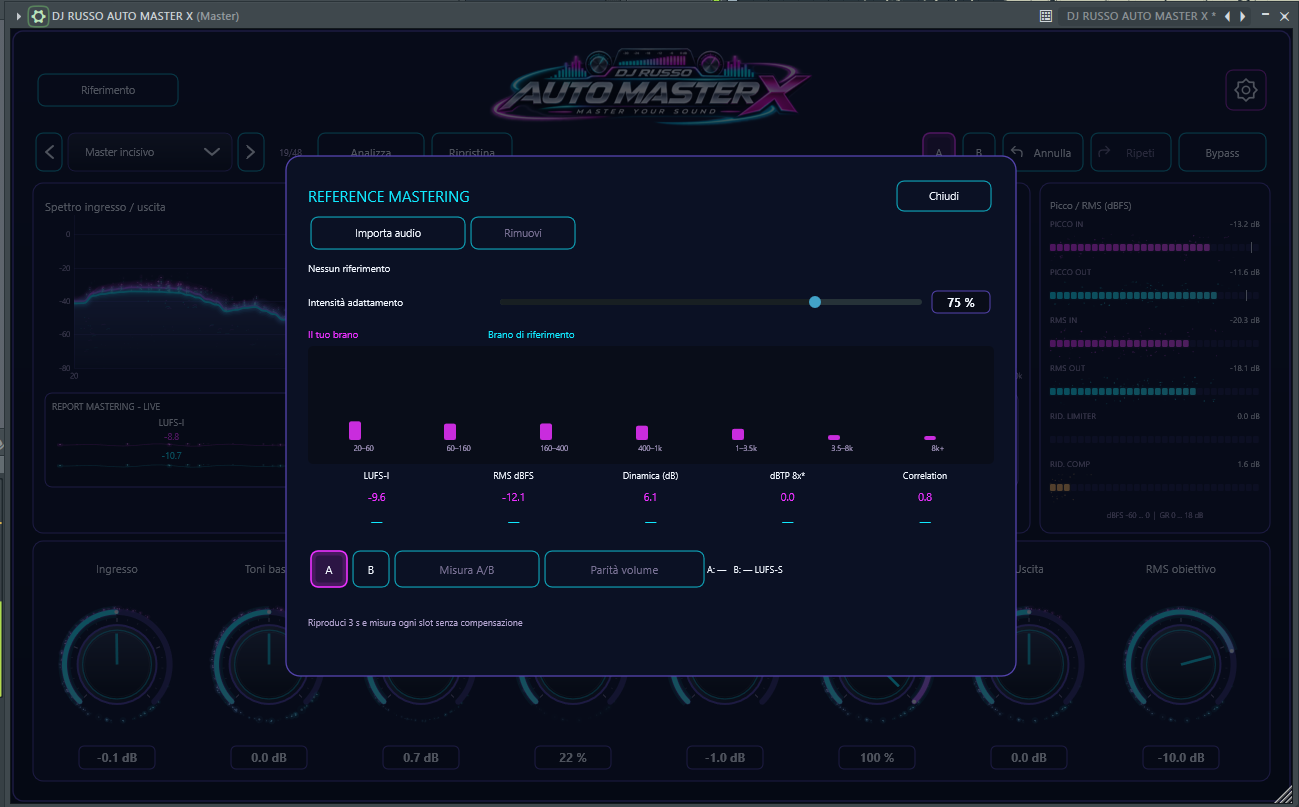 DJ RUSSO AUTO MASTER X (Master)
DJ RUSSO AUTO MASTER X *
DJ RUSSO
AUTO MASTER X
MASTER YOUR SOUND
Riferimento
Master incisivo
19/48
Analizza
Ripristina
A
B
Annulla
Ripeti
Bypass
Spettro ingresso / uscita
0
-20
-40
-60
-80
20
REPORT MASTERING - LIVE
LUFS-I
-8.8
-10.7
REFERENCE MASTERING
Chiudi
Importa audio
Rimuovi
Nessun riferimento
Intensità adattamento
75 %
Il tuo brano
Brano di riferimento
20–60
60–160
160–400
400–1k
1–3.5k
3.5–8k
8k+
LUFS-I
RMS dBFS
Dinamica (dB)
dBTP 8x*
Correlation
-9.6
-12.1
6.1
0.0
0.8
—
—
—
—
—
A
B
Misura A/B
Parità volume
A: — B: — LUFS-S
Riproduci 3 s e misura ogni slot senza compensazione
Picco / RMS (dBFS)
PICCO IN
-13.2 dB
PICCO OUT
-11.6 dB
RMS IN
-20.3 dB
RMS OUT
-18.1 dB
RID. LIMITER
0.0 dB
RID. COMP
1.6 dB
dBFS -60 .. 0 | GR 0 .. 18 dB
Ingresso
Toni bas
Uscita
RMS obiettivo
-0.1 dB
0.0 dB
0.7 dB
22 %
-1.0 dB
100 %
0.0 dB
-10.0 dB